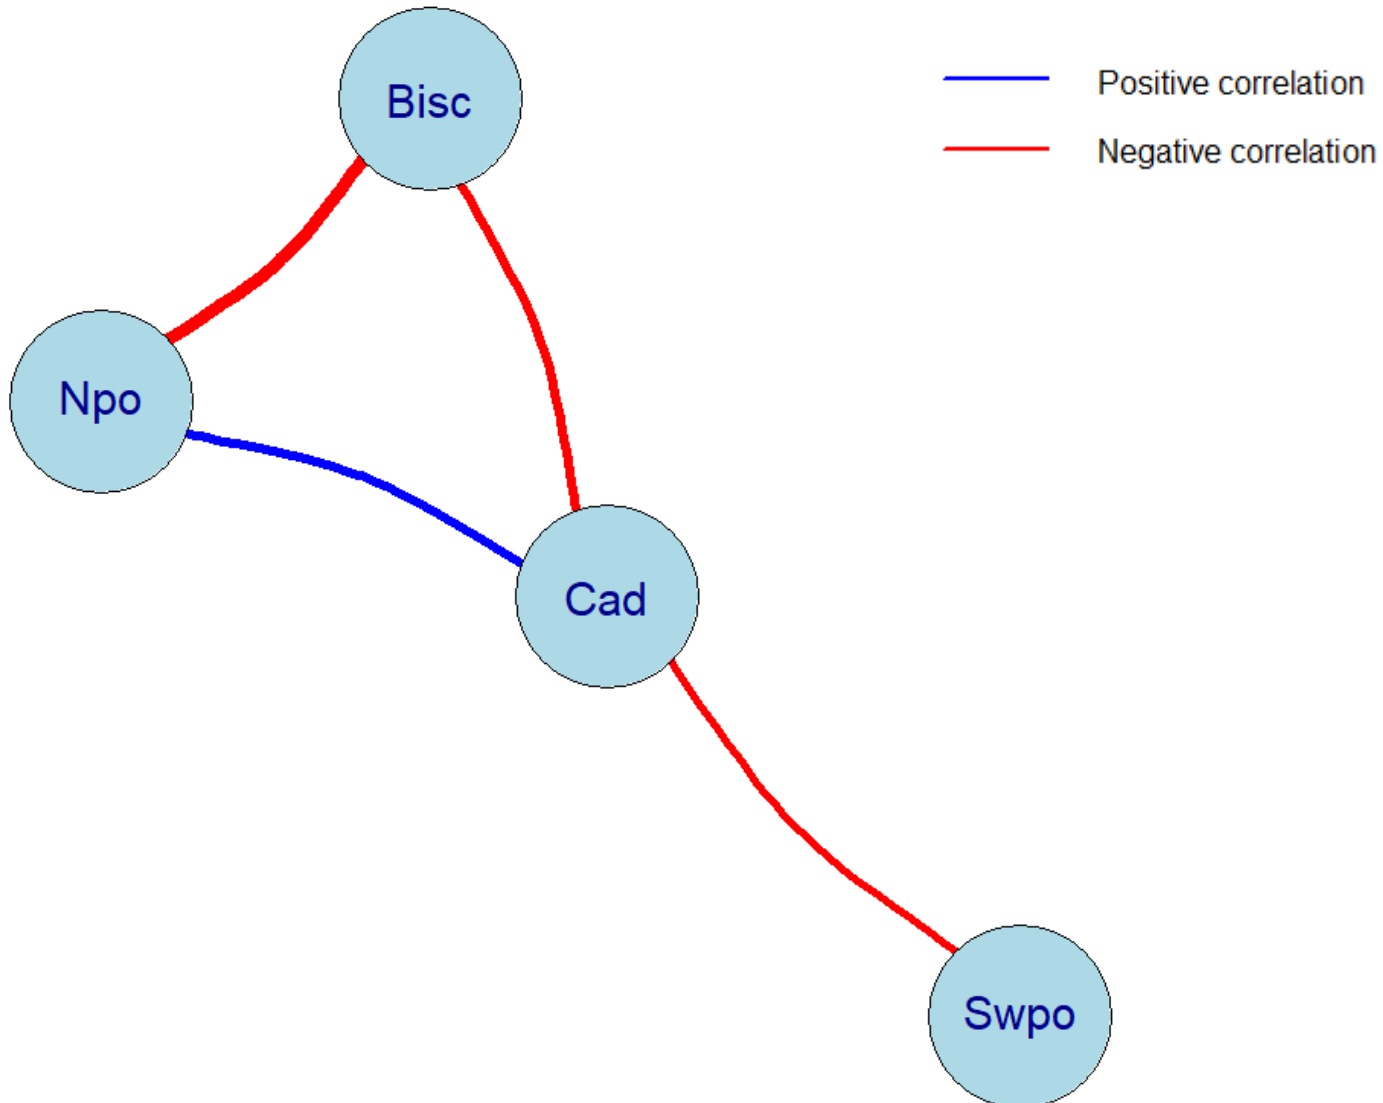 Bisc
Positive correlation
Negative correlation
Npo
Cad
Swpo